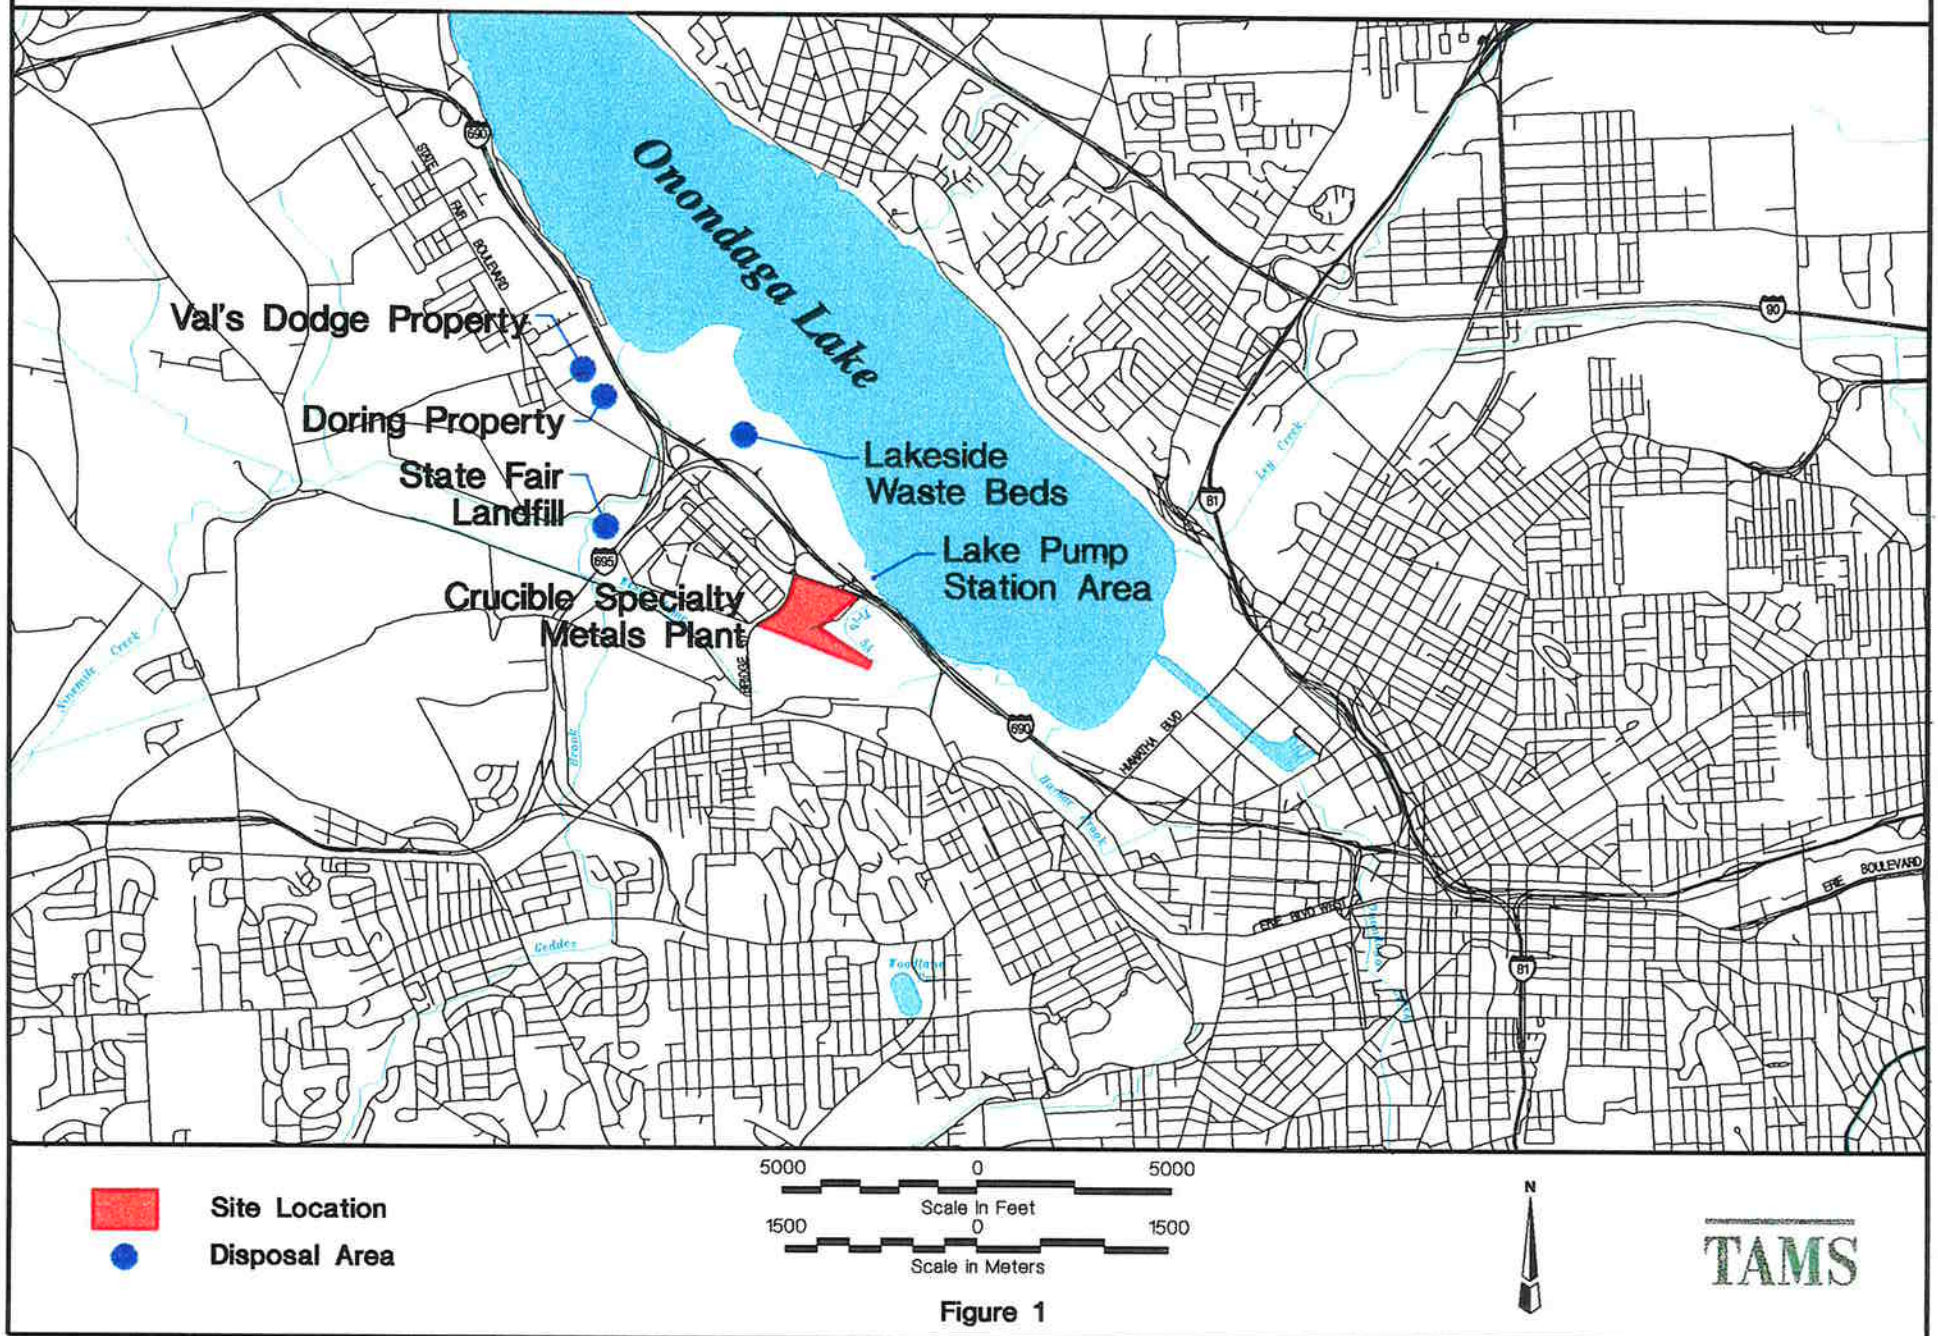 690
STATE
FAIR
BOULEVARD
Onondaga Lake
90
Val's Dodge Property
Doring Property
State Fair
Landfill
Lakeside
Waste Beds
Ley Creek
81
695
Lake Pump
Station Area
Crucible Specialty
Metals Plant
Ninemile Creek
690
HIAWATHA BLVD
Brook
Harbor Brook
ERIE BOULEVARD
ERIE BLVD WEST
Geddes
Woodland
81
5000 0 5000
Scale in Feet
1500 0 1500
Scale in Meters
Site Location
Disposal Area
N
TAMS
Figure 1